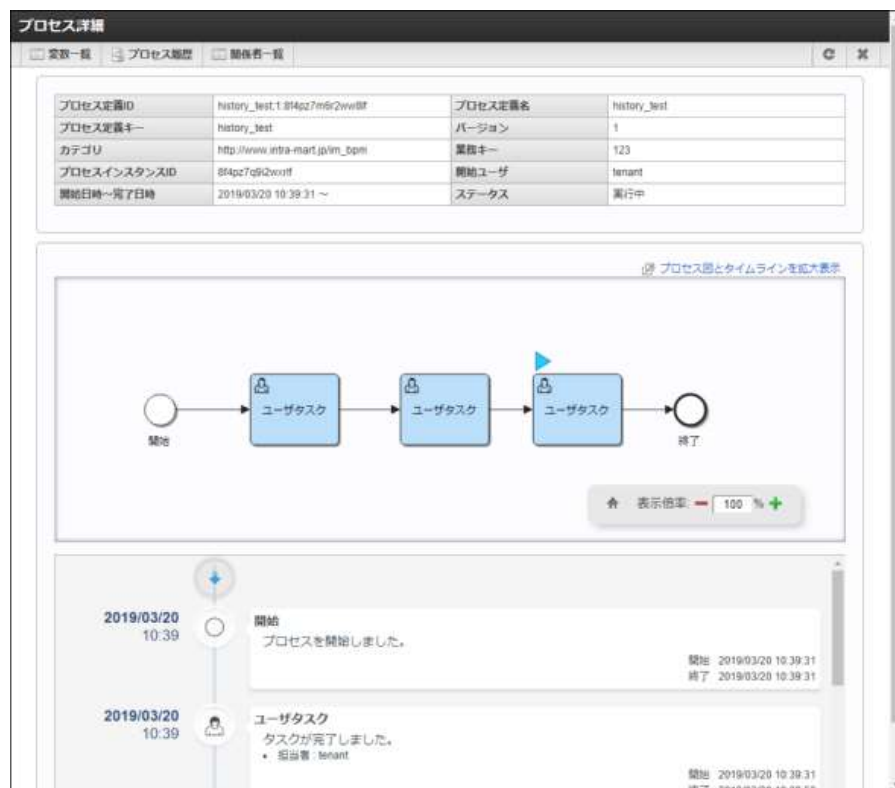 プロセス詳細
変数一覧 プロセス履歴 関係者一覧
プロセス定義ID history_test:1:8f4pz7m6r2ww8lf プロセス定義名 history_test
プロセス定義キー history_test バージョン 1
カテゴリ http://www.intra-mart.jp/im_bpm 業務キー 123
プロセスインスタンスID 開始ユーザ tenant
開始日時～完了日時 2019/03/20 10:39:31 ～ ステータス 実行中
プロセス図とタイムラインを拡大表示
ユーザタスク ユーザタスク ユーザタスク
開始 終了
表示倍率: 100 %
2019/03/20
10:39
開始
プロセスを開始しました。
開始 2019/03/20 10:39:31
終了 2019/03/20 10:39:31
2019/03/20
10:39
ユーザタスク
タスクが完了しました。
• 担当者 : tenant
開始 2019/03/20 10:39:31